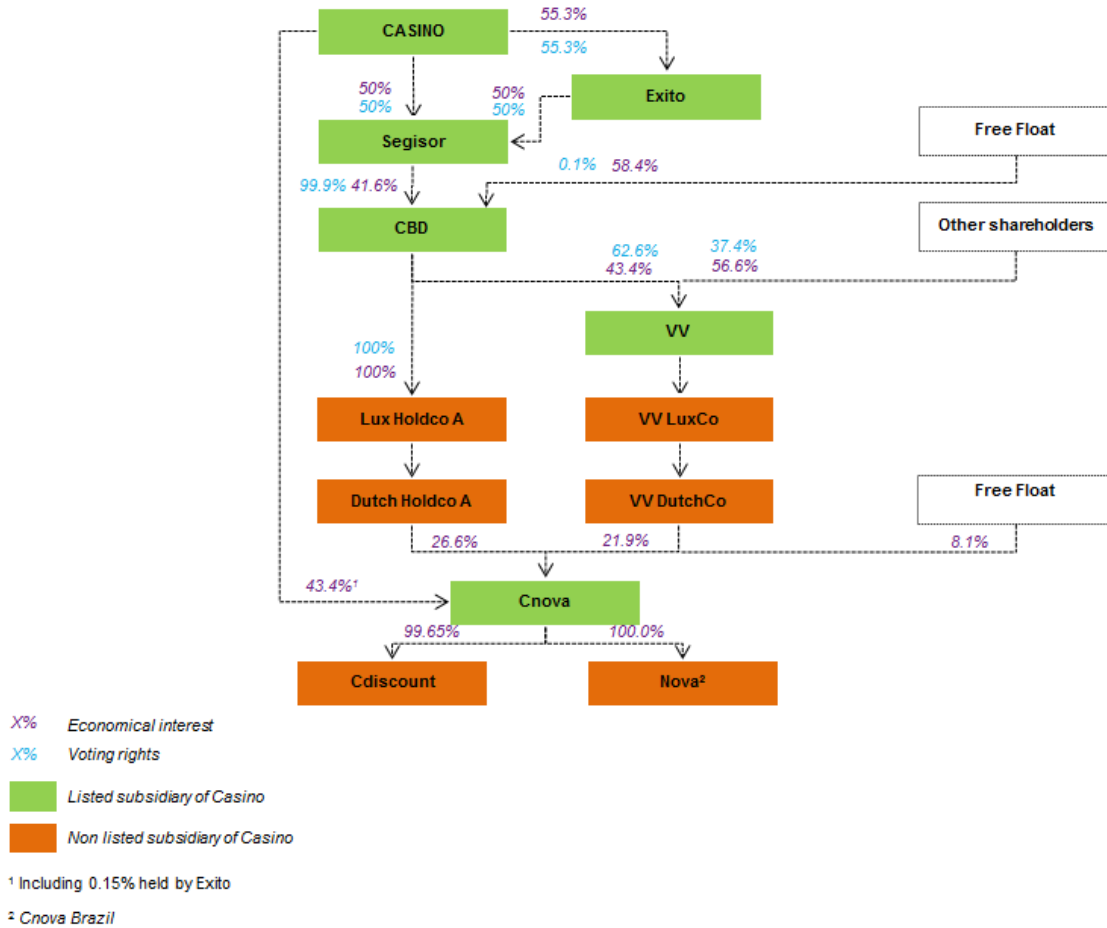 55.3%
CASINO
55.3%
50%
50%
50%
50%
Exito
Free Float
Segisor
0.1% 58.4%
99.9% 41.6%
CBD
Other shareholders
62.6% 37.4%
43.4% 56.6%
VV
100%
100%
Lux Holdco A
VV LuxCo
Dutch Holdco A
VV DutchCo
Free Float
26.6%
21.9%
8.1%
43.4%¹
Cnova
99.65%
100.0%
Cdiscount
Nova²
X% Economical interest
X% Voting rights
Listed subsidiary of Casino
Non listed subsidiary of Casino
¹ Including 0.15% held by Exito
² Cnova Brazil